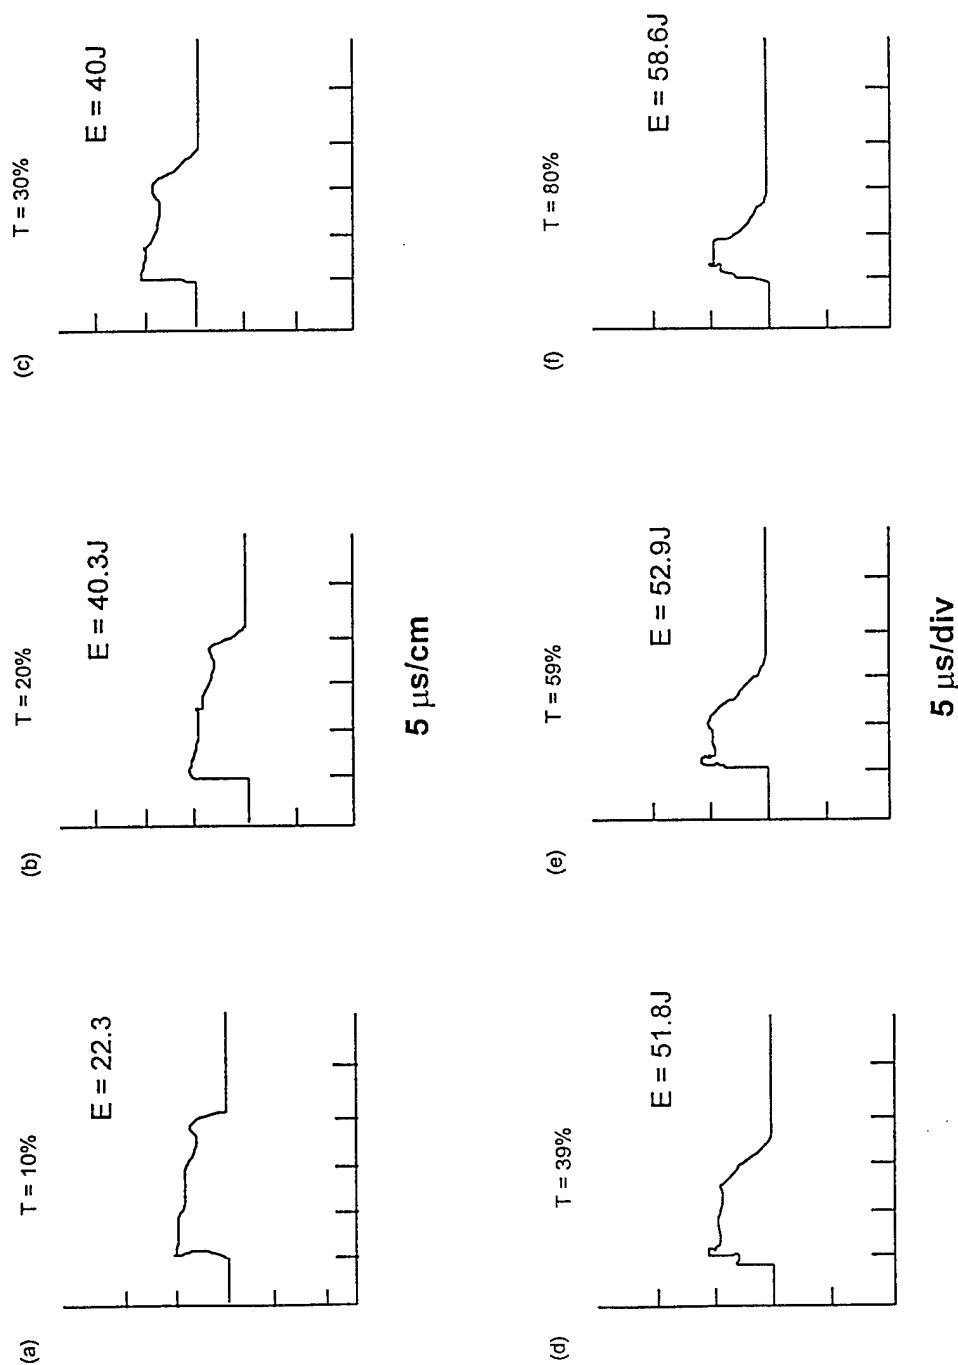 (a)
T = 10%
E = 22.3
(b)
T = 20%
E = 40.3J
(c)
T = 30%
E = 40J
5 μs/cm
(d)
T = 39%
E = 51.8J
(e)
T = 59%
E = 52.9J
(f)
T = 80%
E = 58.6J
5 μs/div